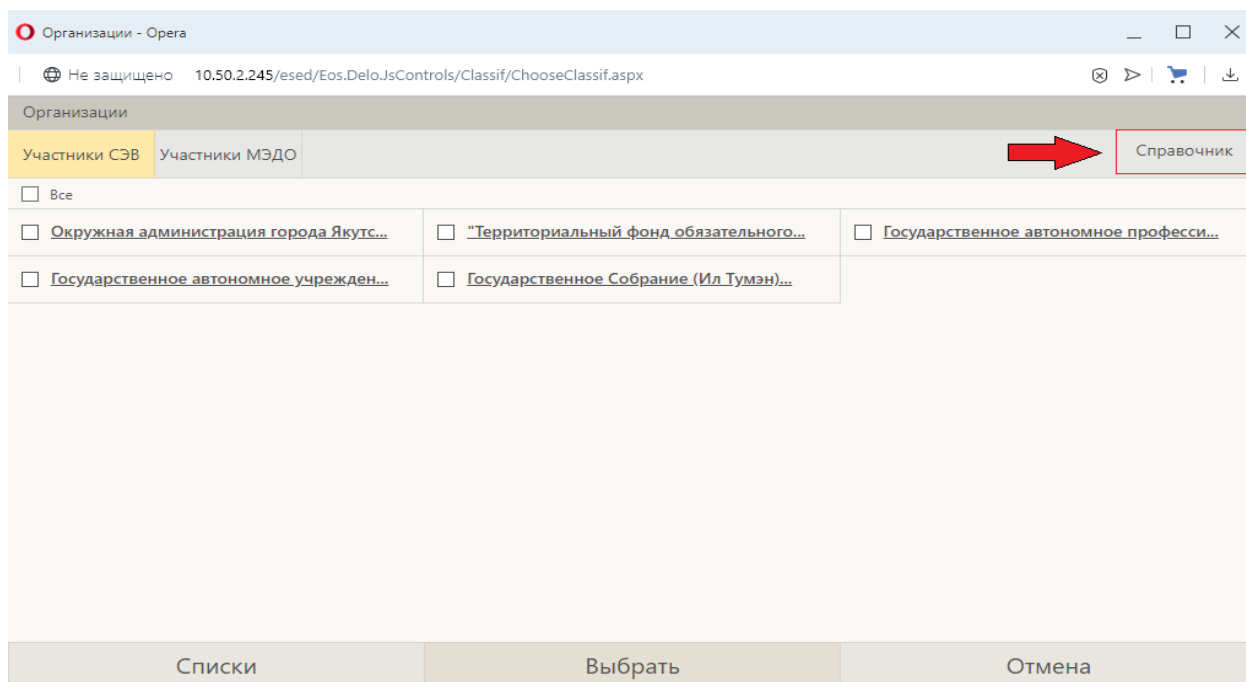 Организации - Opera
Не защищено 10.50.2.245/esed/Eos.Delo.JsControls/Classif/ChooseClassif.aspx
Организации
Участники СЭВ Участники МЭДО Справочник
Все
Окружная администрация города Якутс... "Территориальный фонд обязательного... Государственное автономное професси...
Государственное автономное учрежден... Государственное Собрание (Ил Тумэн)...
Списки Выбрать Отмена